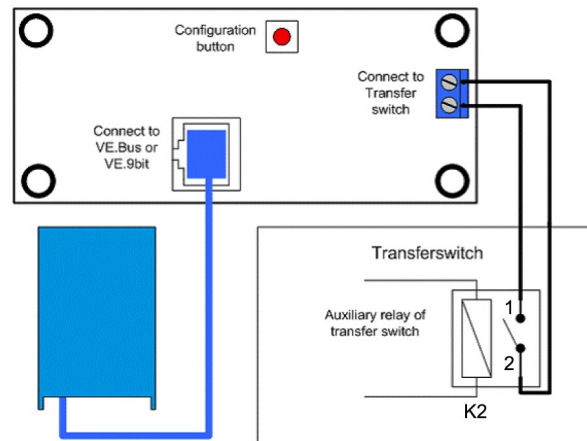 Configuration
button
Connect to
Transfer
switch
Connect to
VE.Bus or
VE.9bit
Transferswitch
Auxiliary relay of
transfer switch
1
2
K2